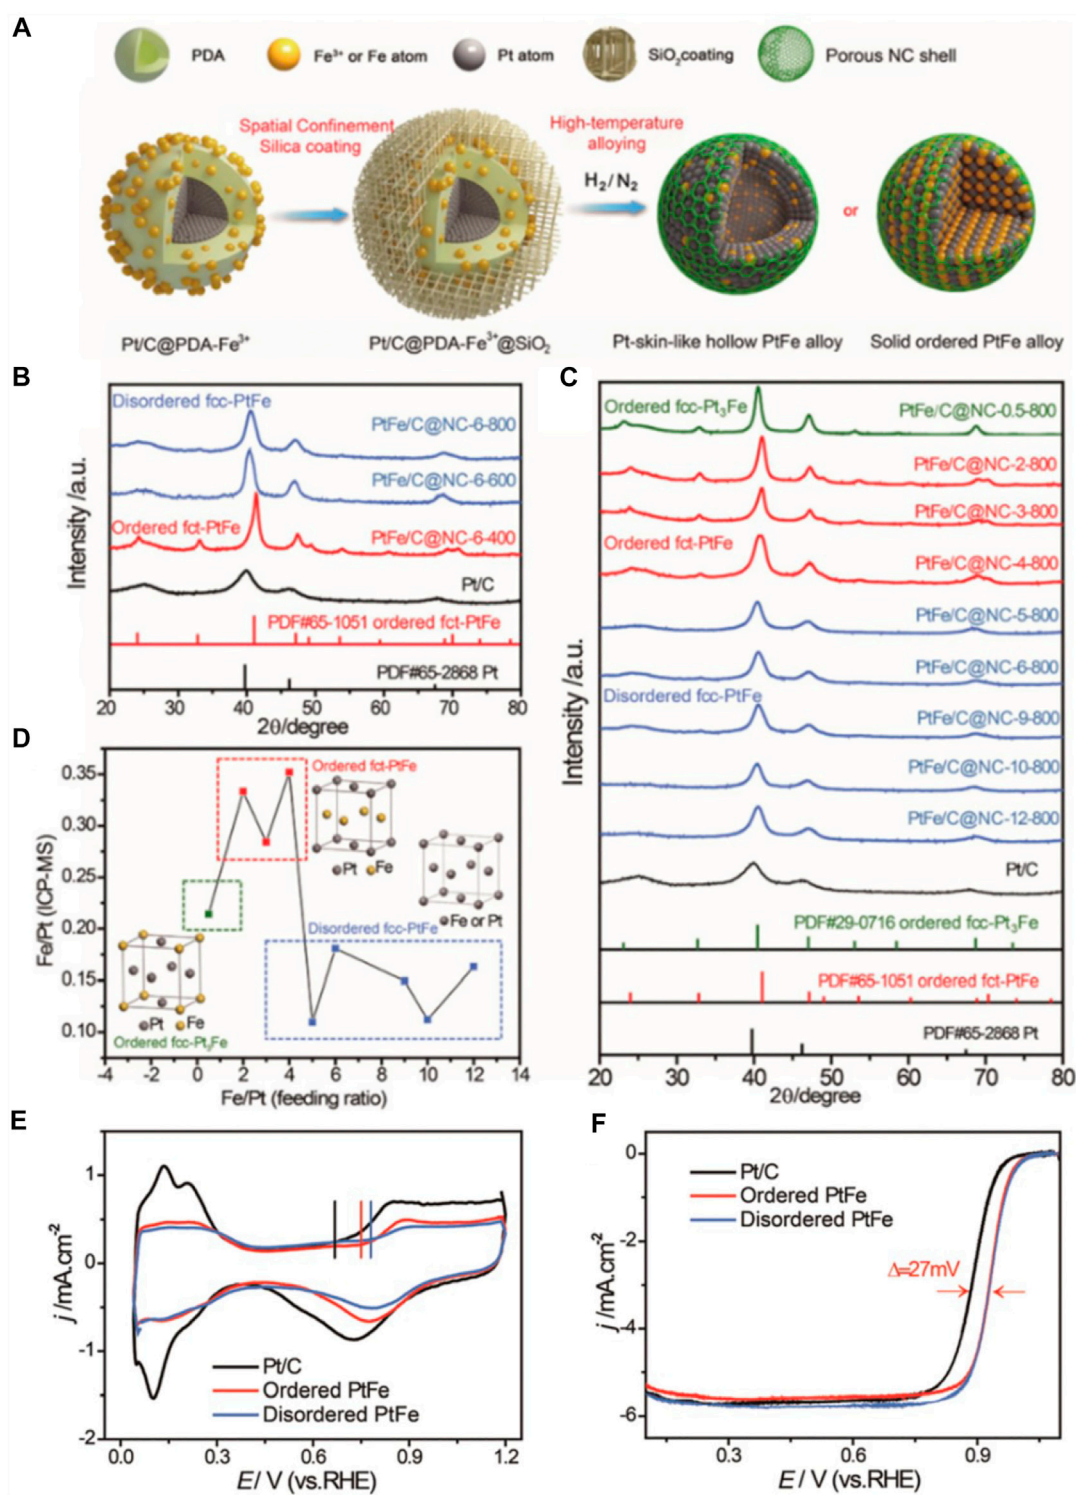 A
PDA
Fe³⁺ or Fe atom
Pt atom
SiO₂coating
Porous NC shell
Spatial Confinement
Silica coating
High-temperature
alloying
H₂/N₂
or
Pt/C@PDA-Fe³⁺
Pt/C@PDA-Fe³⁺@SiO₂
Pt-skin-like hollow PtFe alloy
Solid ordered PtFe alloy
B
Disordered fcc-PtFe
PtFe/C@NC-6-800
PtFe/C@NC-6-600
Ordered fct-PtFe
PtFe/C@NC-6-400
Pt/C
PDF#65-1051 ordered fct-PtFe
PDF#65-2868 Pt
Intensity /a.u.
20 30 40 50 60 70 80
2θ/degree
C
Ordered fcc-Pt₃Fe
PtFe/C@NC-0.5-800
PtFe/C@NC-2-800
PtFe/C@NC-3-800
Ordered fct-PtFe
PtFe/C@NC-4-800
PtFe/C@NC-5-800
PtFe/C@NC-6-800
Disordered fcc-PtFe
PtFe/C@NC-9-800
PtFe/C@NC-10-800
PtFe/C@NC-12-800
Pt/C
PDF#29-0716 ordered fcc-Pt₃Fe
PDF#65-1051 ordered fct-PtFe
PDF#65-2868 Pt
Intensity /a.u.
20 30 40 50 60 70 80
2θ/degree
D
Fe/Pt (ICP-MS)
0.35
0.30
0.25
0.20
0.15
0.10
Ordered fct-PtFe
Pt Fe
Fe or Pt
Disordered fcc-PtFe
Pt Fe
Ordered fcc-Pt₃Fe
-4 -2 0 2 4 6 8 10 12 14
Fe/Pt (feeding ratio)
E
j /mA.cm⁻²
1
0
-1
-2
Pt/C
Ordered PtFe
Disordered PtFe
0.0 0.3 0.6 0.9 1.2
E/ V (vs.RHE)
F
j /mA.cm⁻²
0
-2
-4
-6
Pt/C
Ordered PtFe
Disordered PtFe
Δ=27mV
0.3 0.6 0.9
E/ V (vs.RHE)